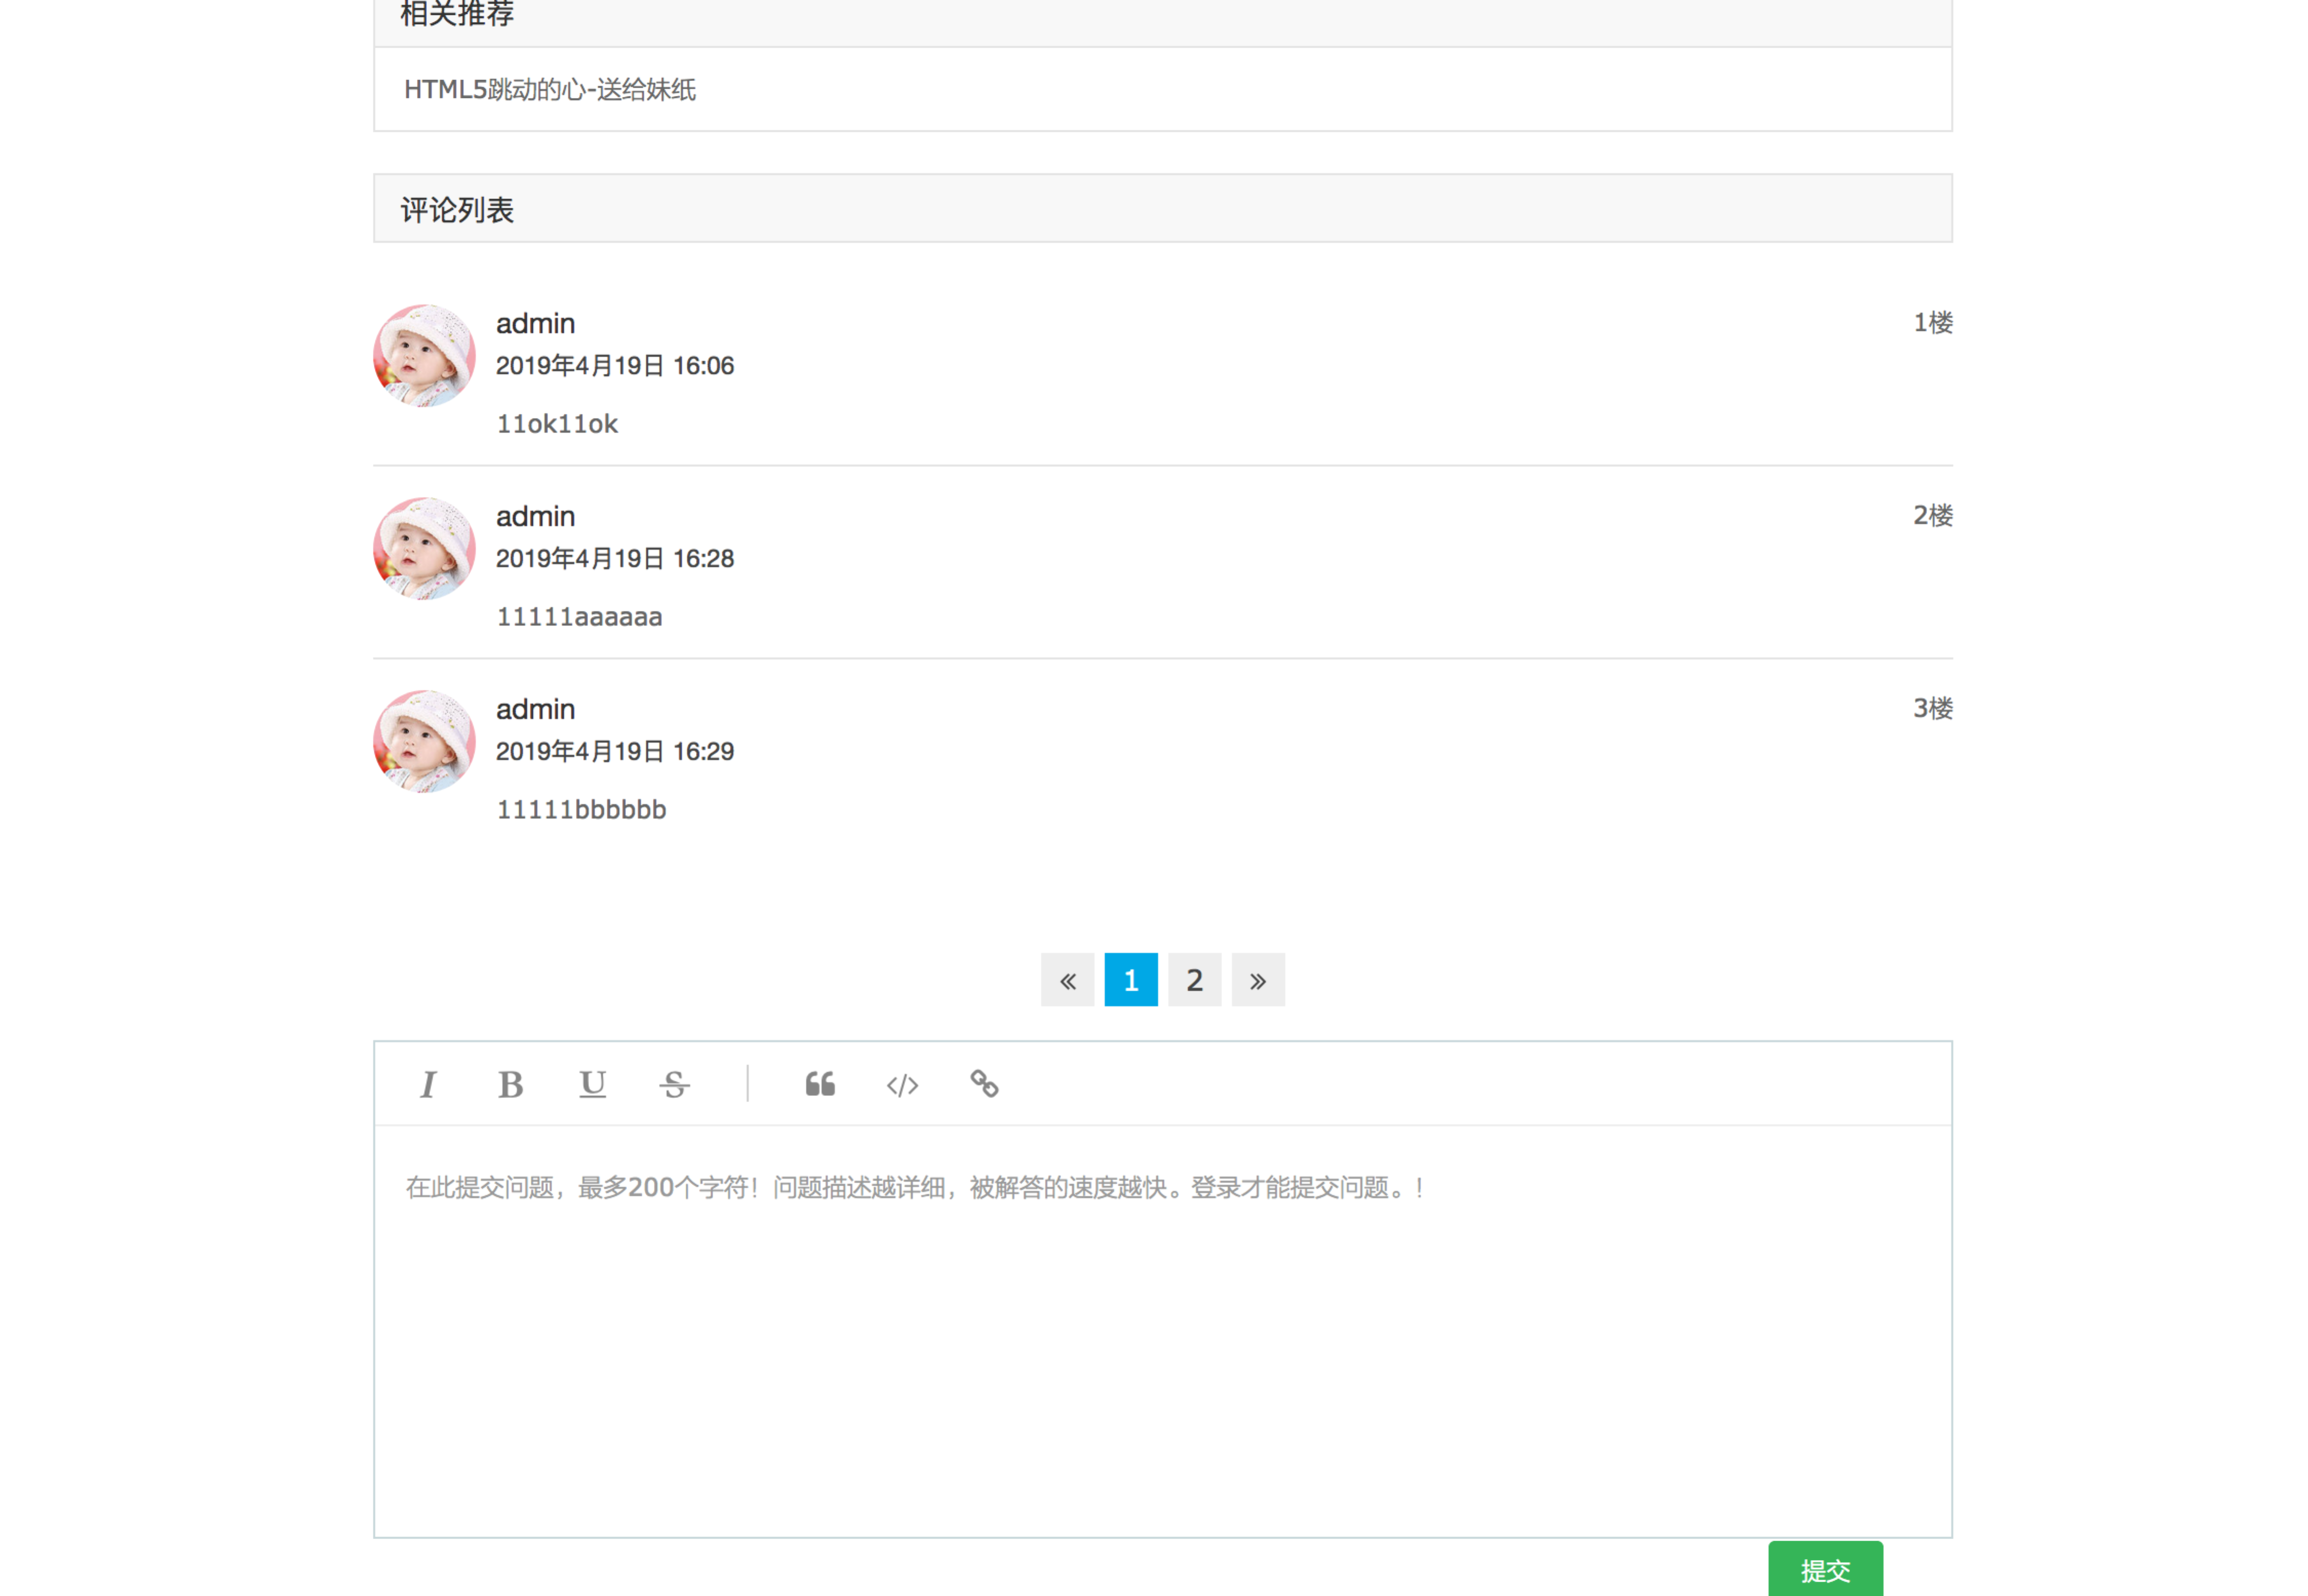 相关推荐
HTML5跳动的心-送给妹纸
评论列表
admin
1楼
2019年4月19日 16:06
11ok11ok
admin
2楼
2019年4月19日 16:28
11111aaaaaa
admin
3楼
2019年4月19日 16:29
11111bbbbbb
« 1 2 »
I B U S </>
在此提交问题，最多200个字符！问题描述越详细，被解答的速度越快。登录才能提交问题。！
提交